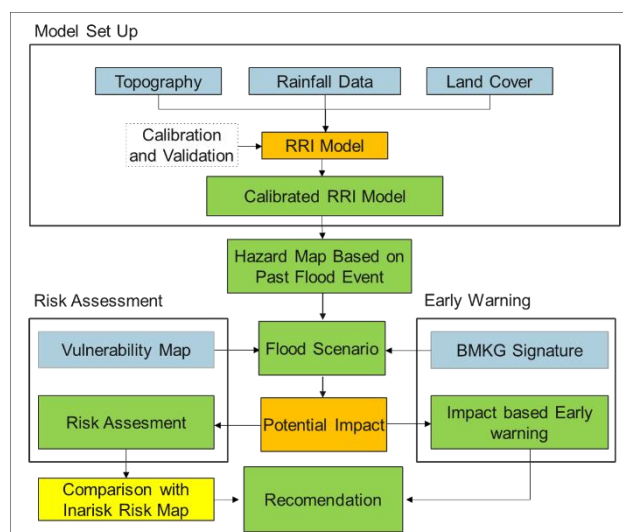 Model Set Up
Topography
Rainfall Data
Land Cover
Calibration
and Validation
RRI Model
Calibrated RRI Model
Hazard Map Based on
Past Flood Event
Risk Assessment
Early Warning
Vulnerability Map
Flood Scenario
BMKG Signature
Risk Assesment
Potential Impact
Impact based Early
warning
Comparison with
Inarisk Risk Map
Recomendation